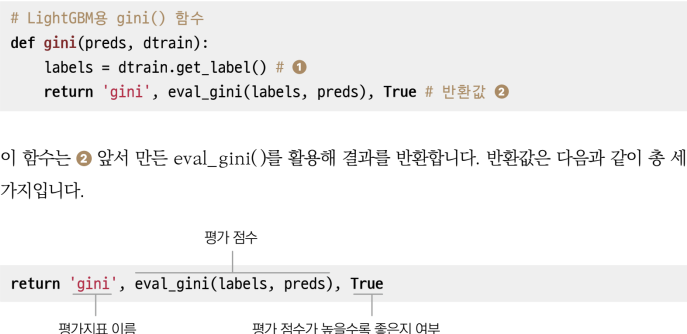 # LightGBM용 gini() 함수
def gini(preds, dtrain):
    labels = dtrain.get_label() # ❶
    return 'gini', eval_gini(labels, preds), True # 반환값 ❷
이 함수는 ❷ 앞서 만든 eval_gini()를 활용해 결과를 반환합니다. 반환값은 다음과 같이 총 세
가지입니다.
평가 점수
return 'gini', eval_gini(labels, preds), True
평가지표 이름 평가 점수가 높을수록 좋은지 여부